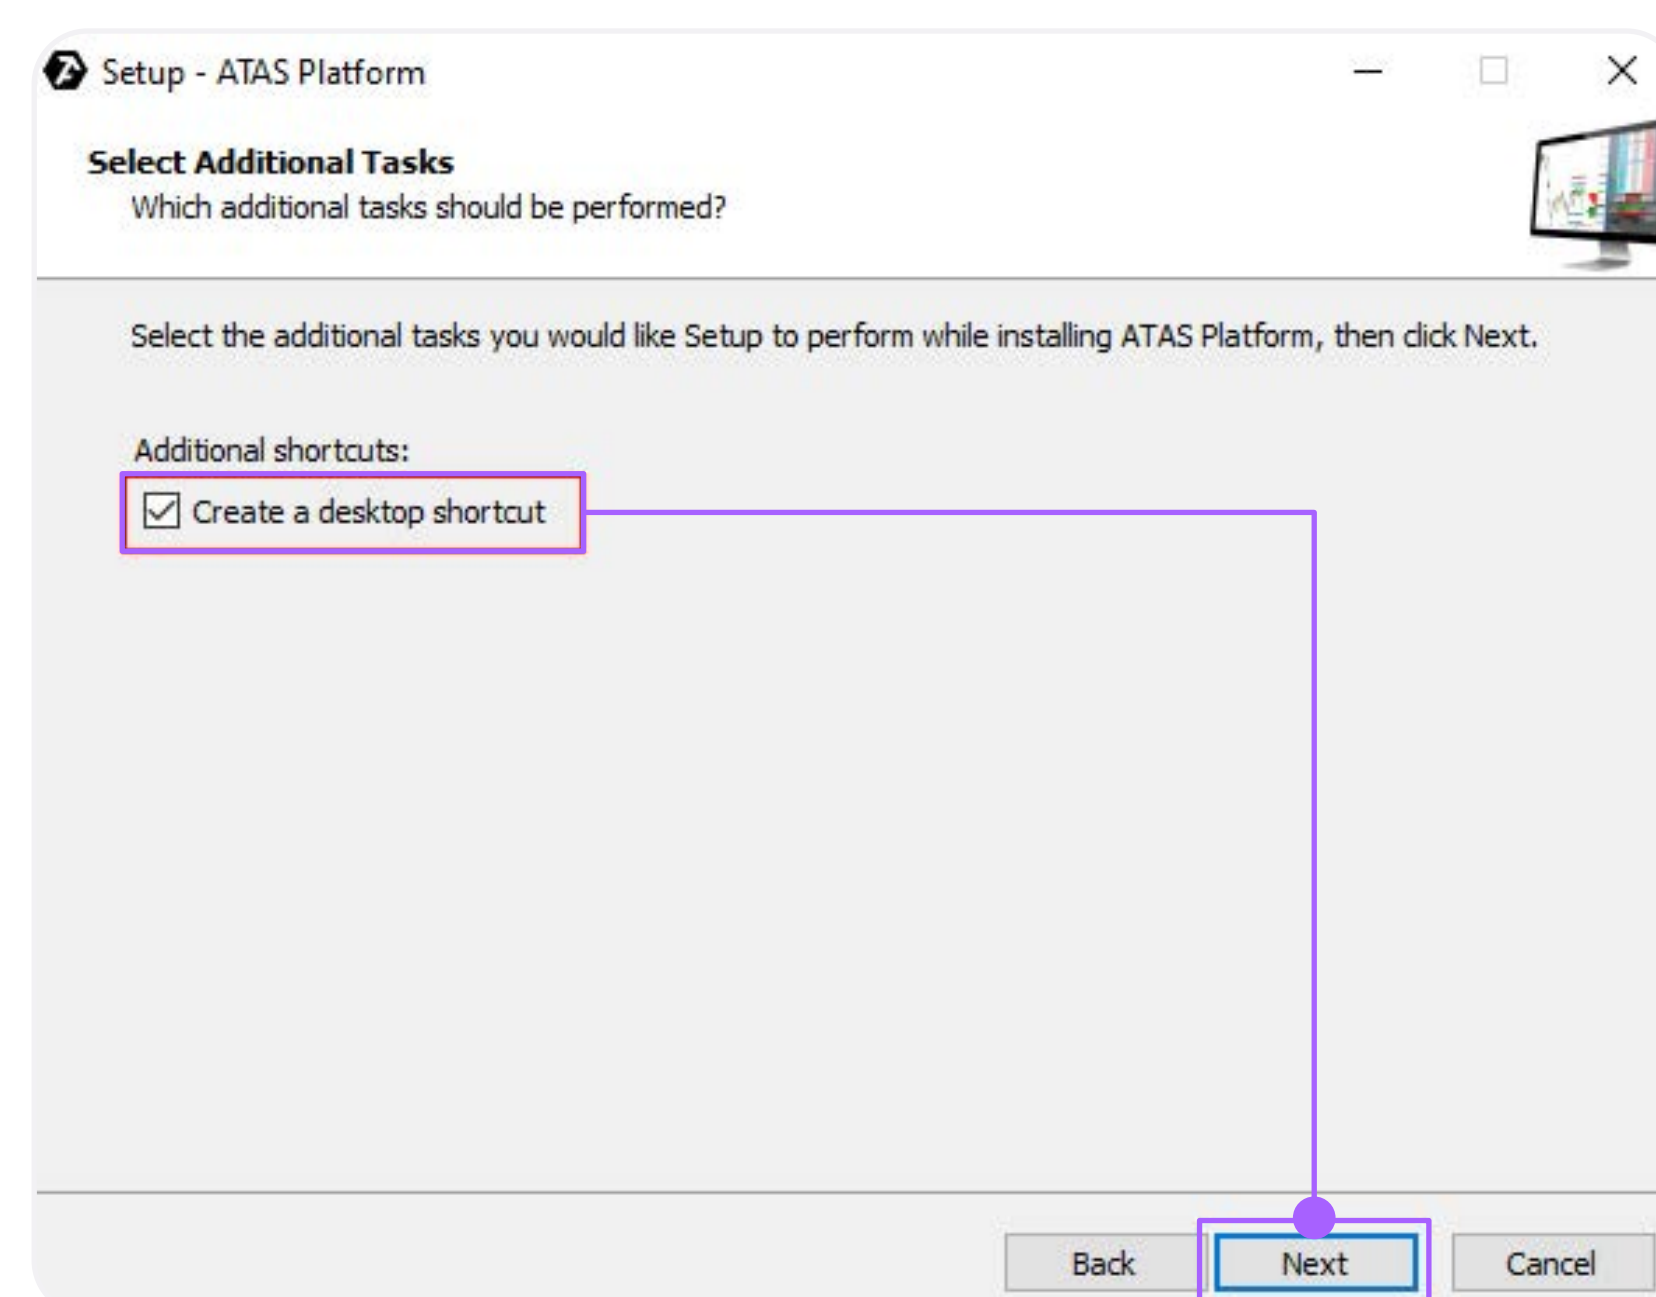 Setup - ATAS Platform
Select Additional Tasks
Which additional tasks should be performed?
Select the additional tasks you would like Setup to perform while installing ATAS Platform, then click Next.
Additional shortcuts:
Create a desktop shortcut
Back Next Cancel